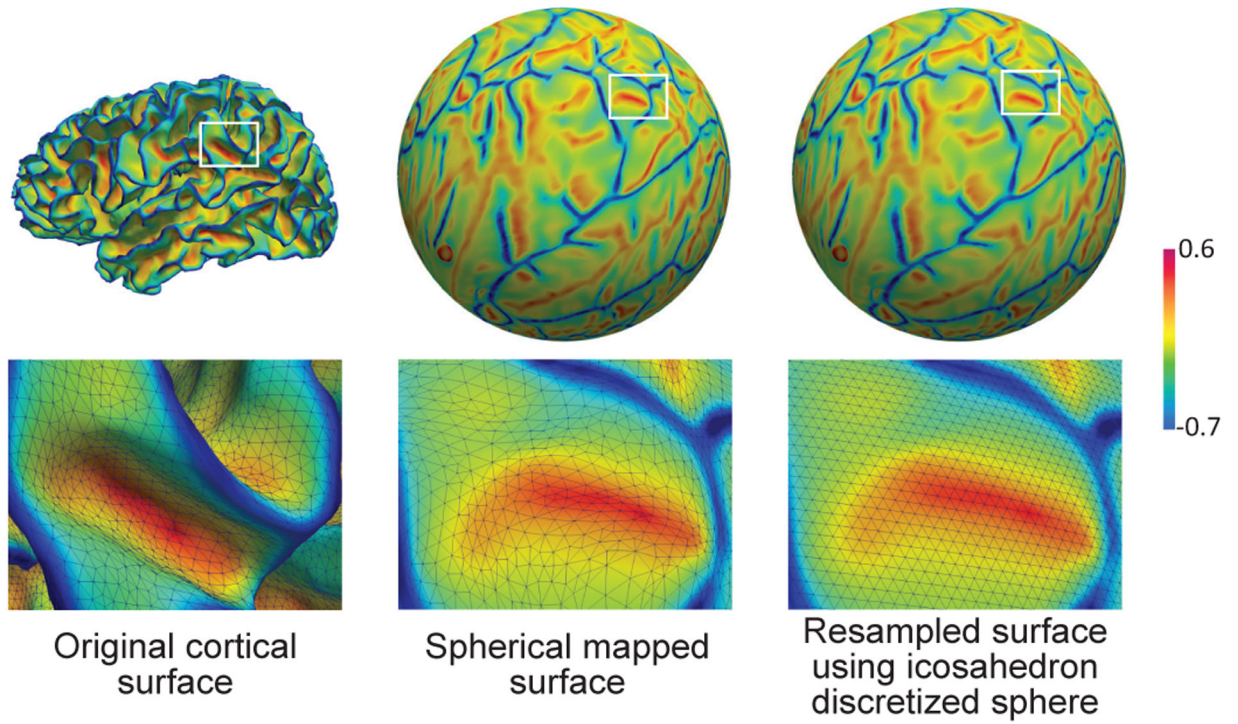 0.6
-0.7
Original cortical
surface
Spherical mapped
surface
Resampled surface
using icosahedron
discretized sphere